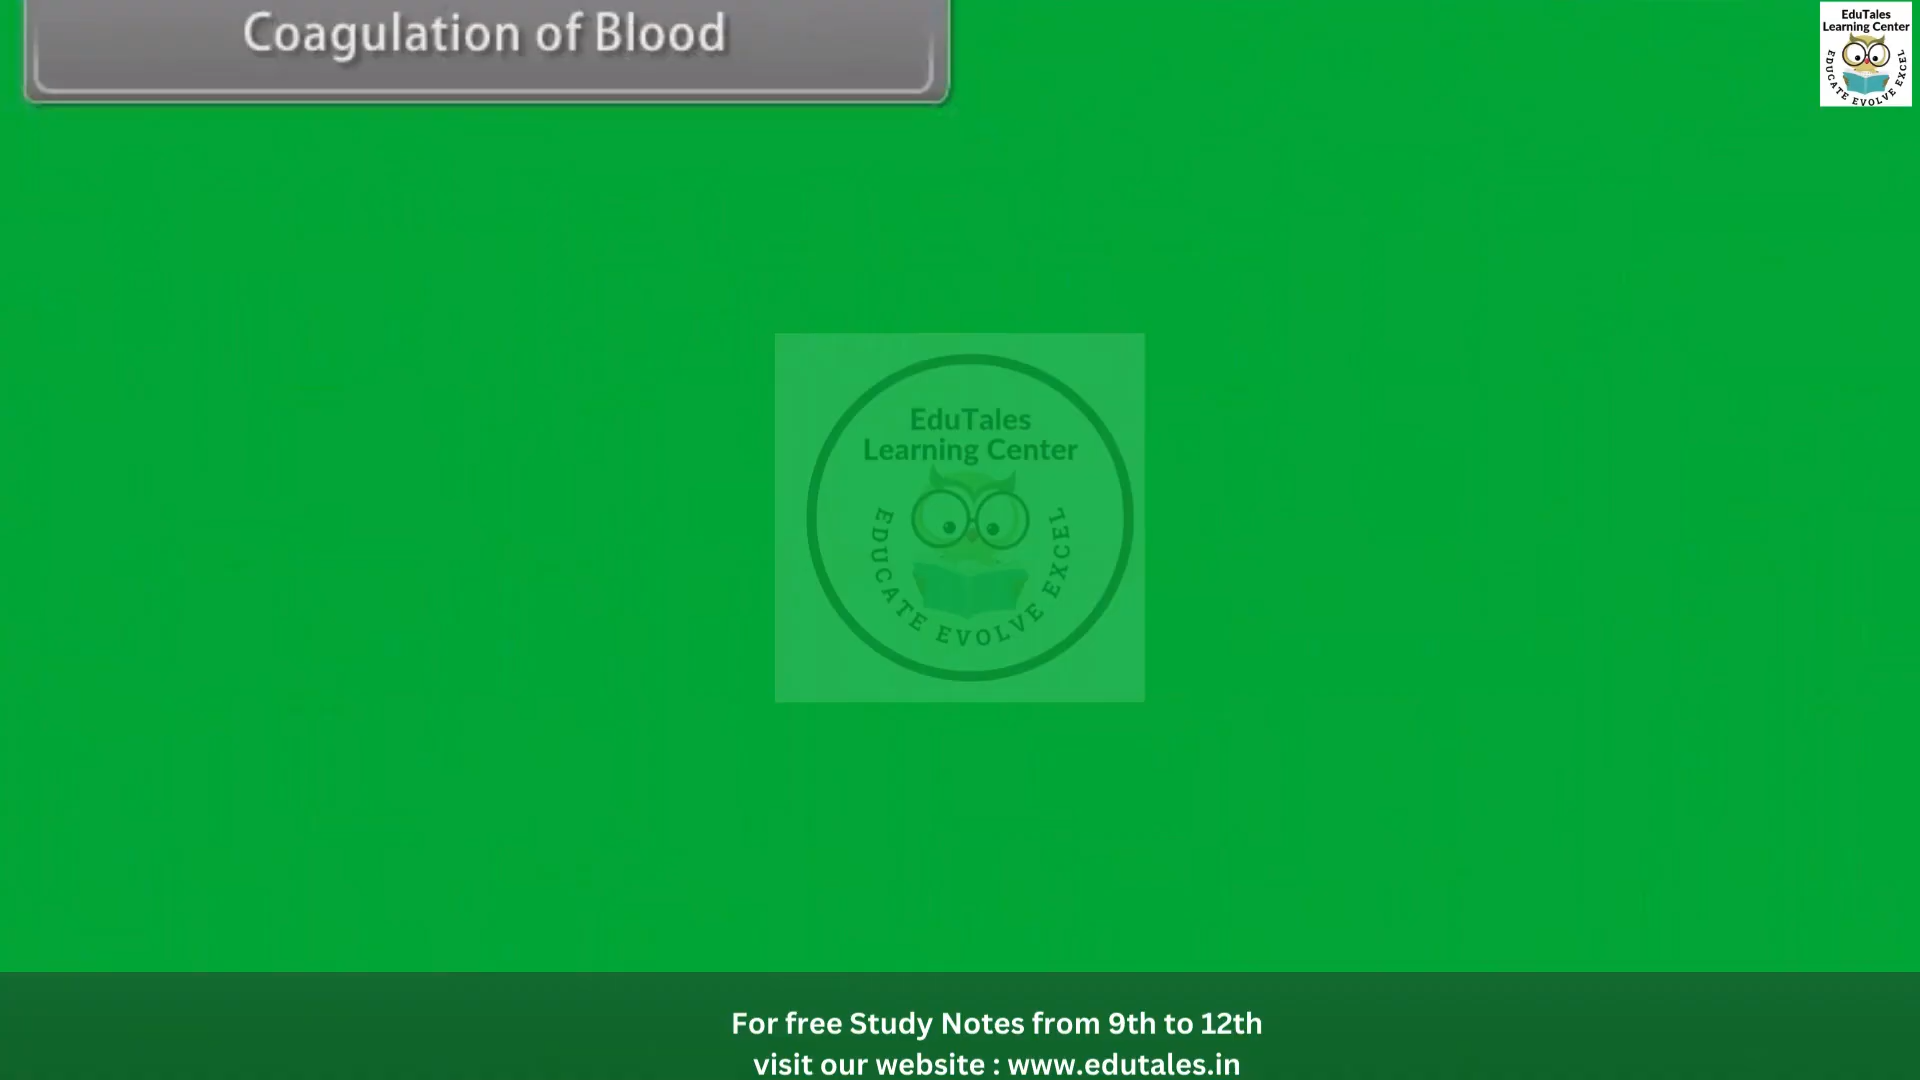 Coagulation of Blood
EduTales
Learning Center
EDUCATE EVOLVE EXCEL
EduTales
Learning Center
EDUCATE EVOLVE EXCEL
For free Study Notes from 9th to 12th
visit our website : www.edutales.in